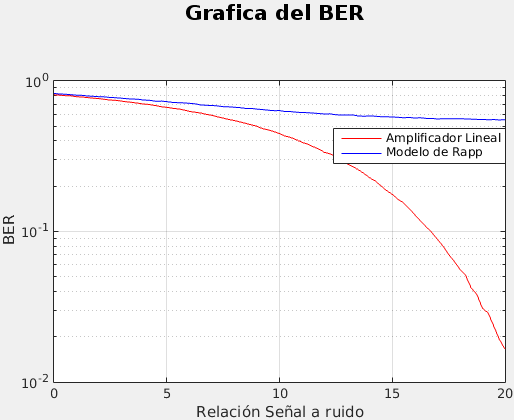 Grafica del BER
10^0
Amplificador Lineal
Modelo de Rapp
BER
10^-1
10^-2
0 5 10 15 20
Relación Señal a ruido